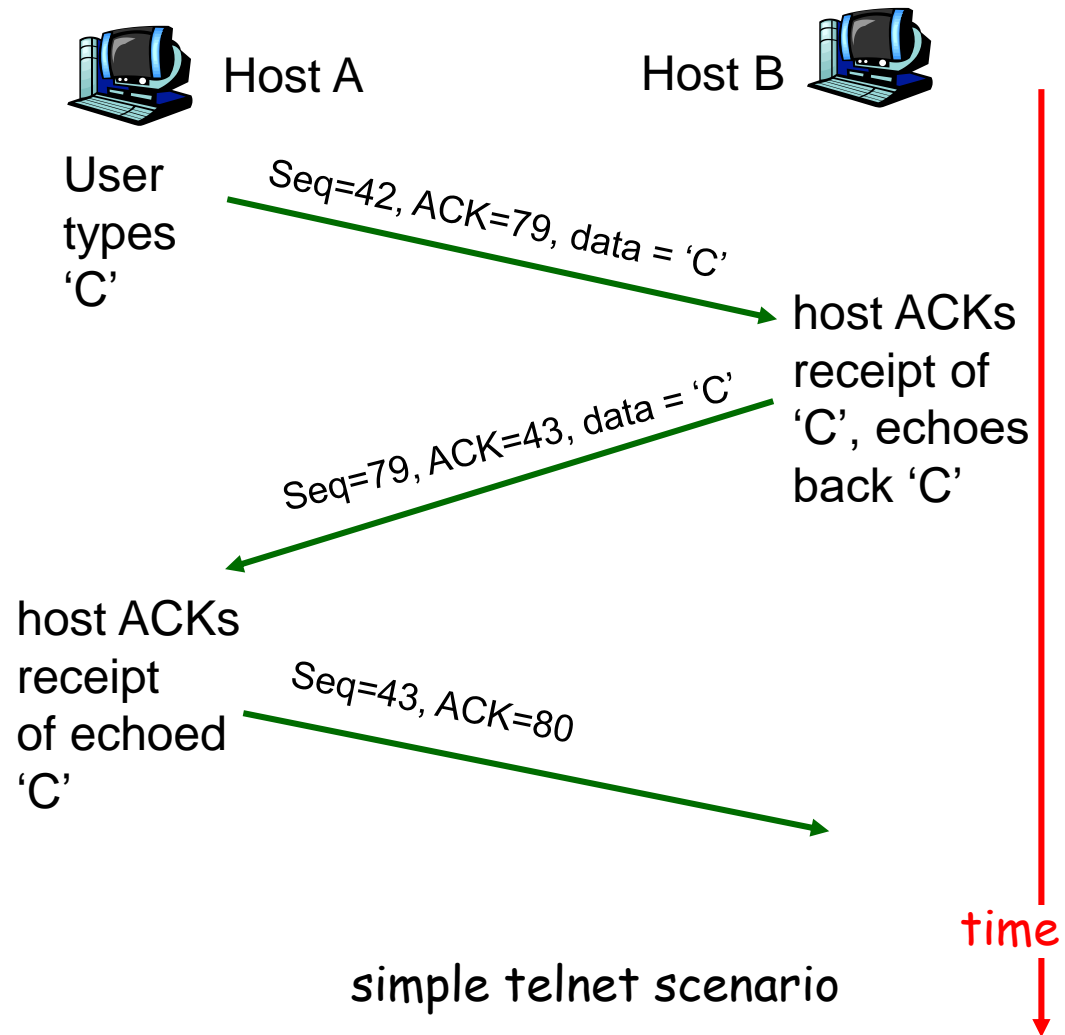 Host A
Host B
User
types
‘C’
Seq=42, ACK=79, data = ‘C’
host ACKs
receipt of
‘C’, echoes
back ‘C’
Seq=79, ACK=43, data = ‘C’
host ACKs
receipt
of echoed
‘C’
Seq=43, ACK=80
time
simple telnet scenario